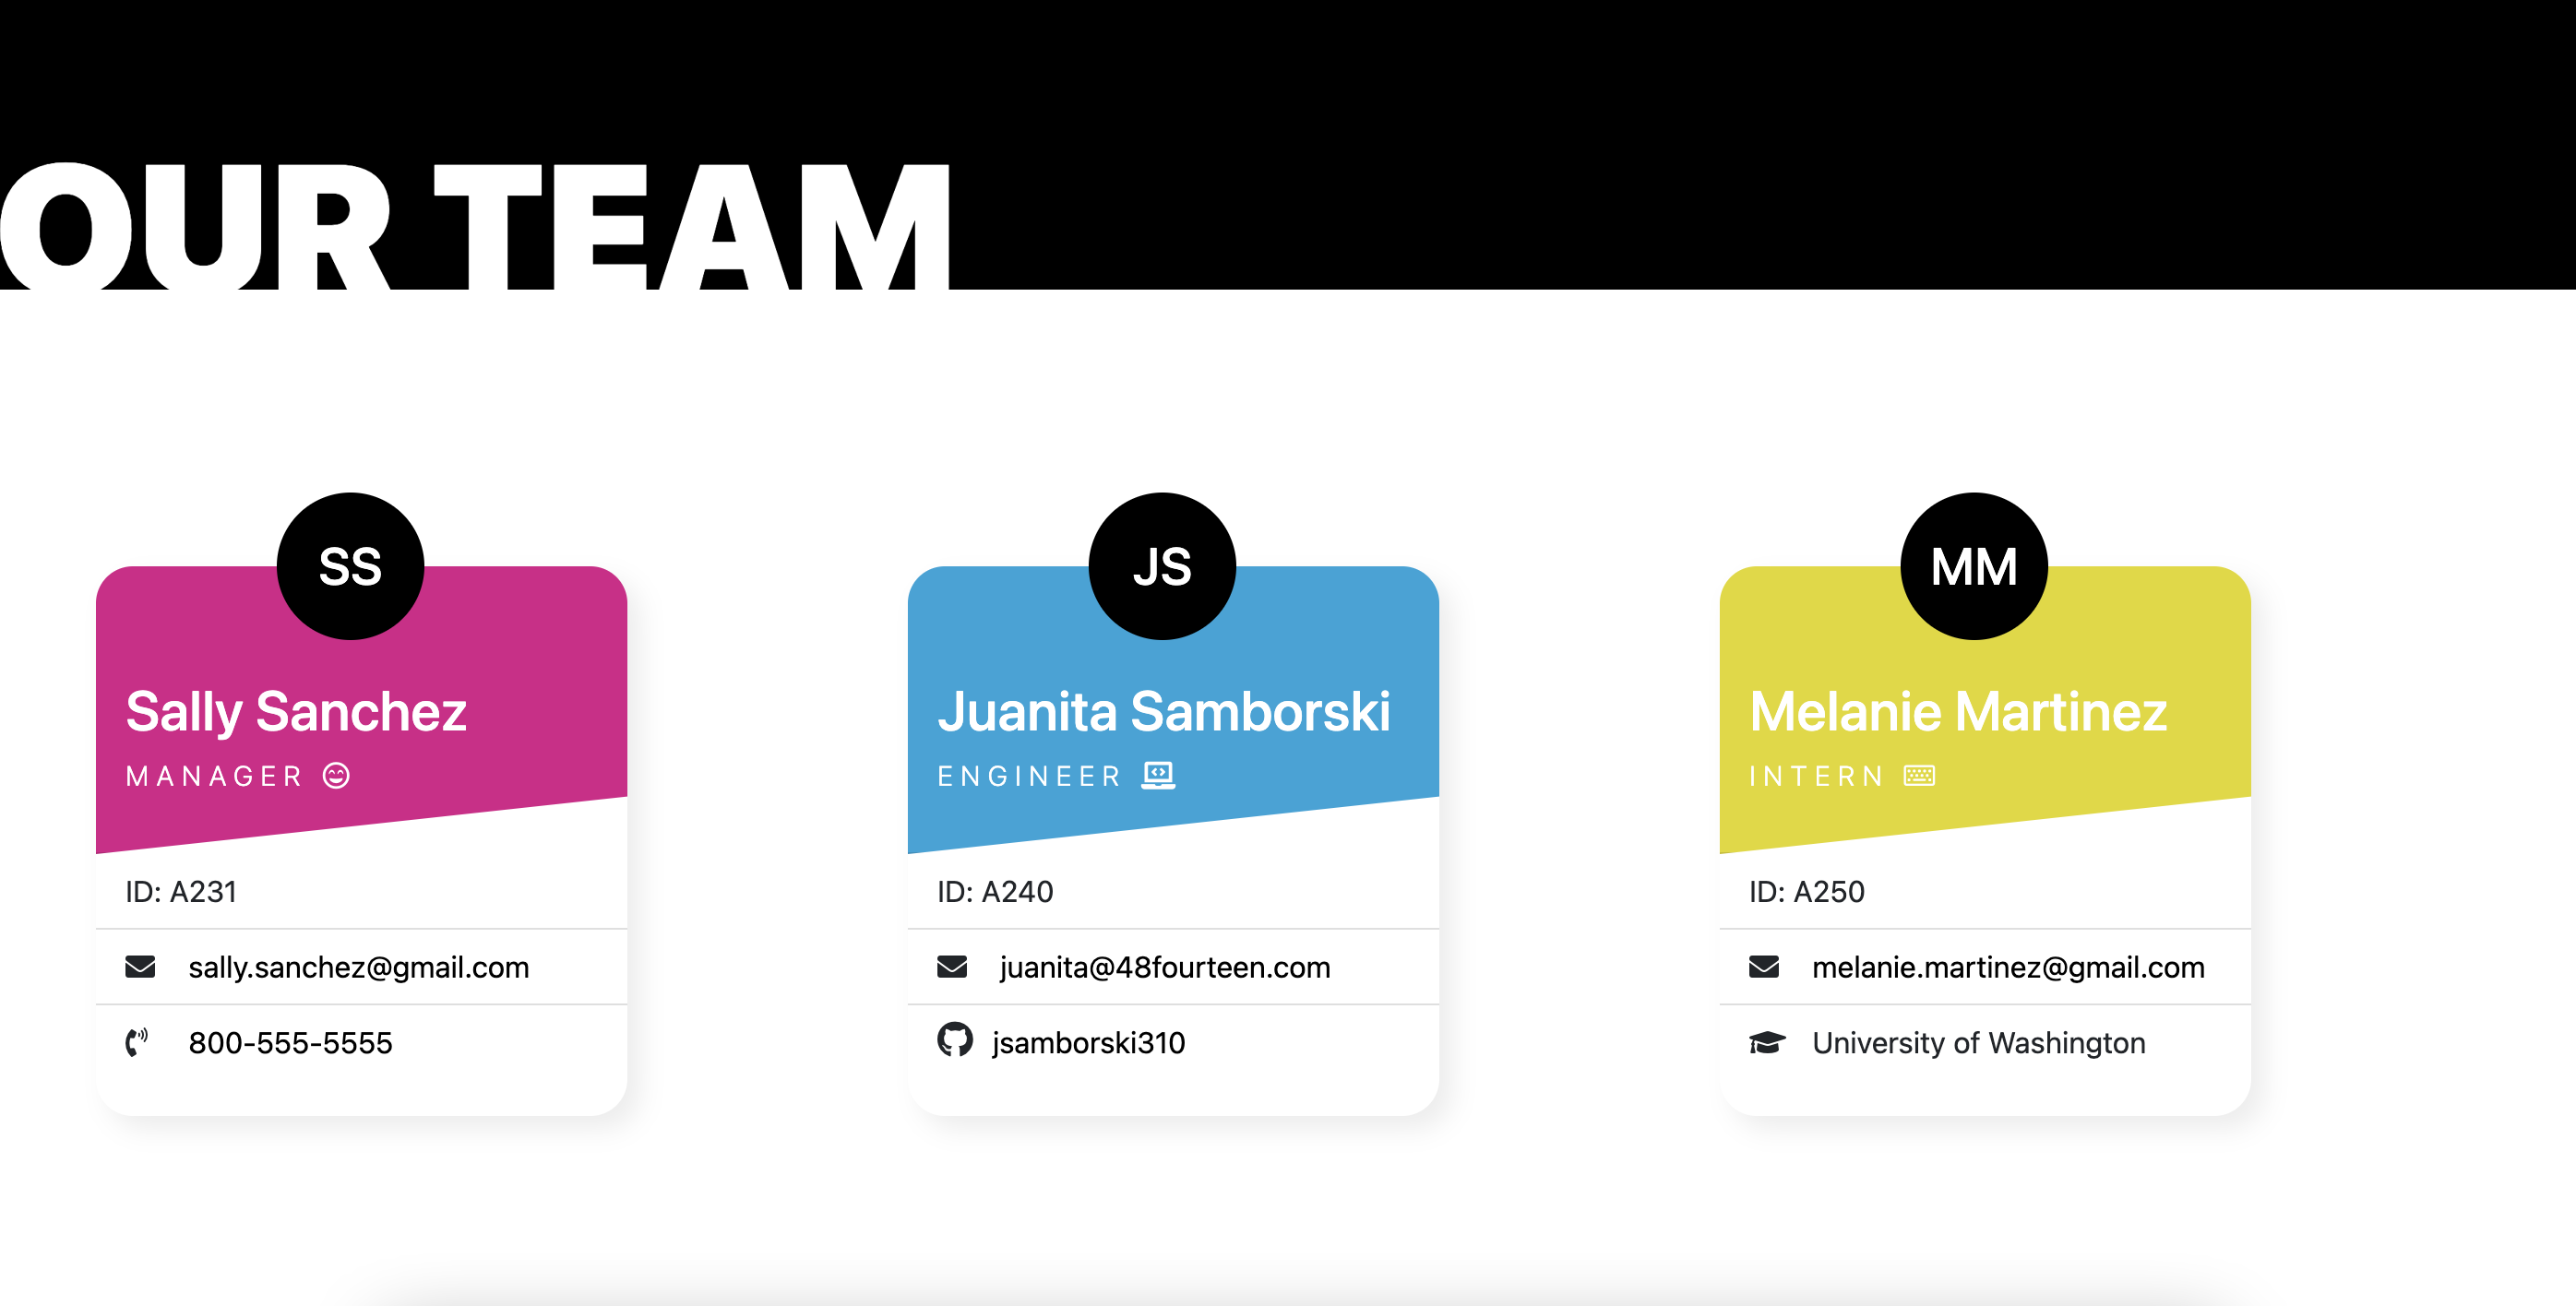 OUR TEAM
SS
Sally Sanchez
MANAGER
ID: A231
sally.sanchez@gmail.com
800-555-5555
JS
Juanita Samborski
ENGINEER
ID: A240
juanita@48fourteen.com
jsamborski310
MM
Melanie Martinez
INTERN
ID: A250
melanie.martinez@gmail.com
University of Washington